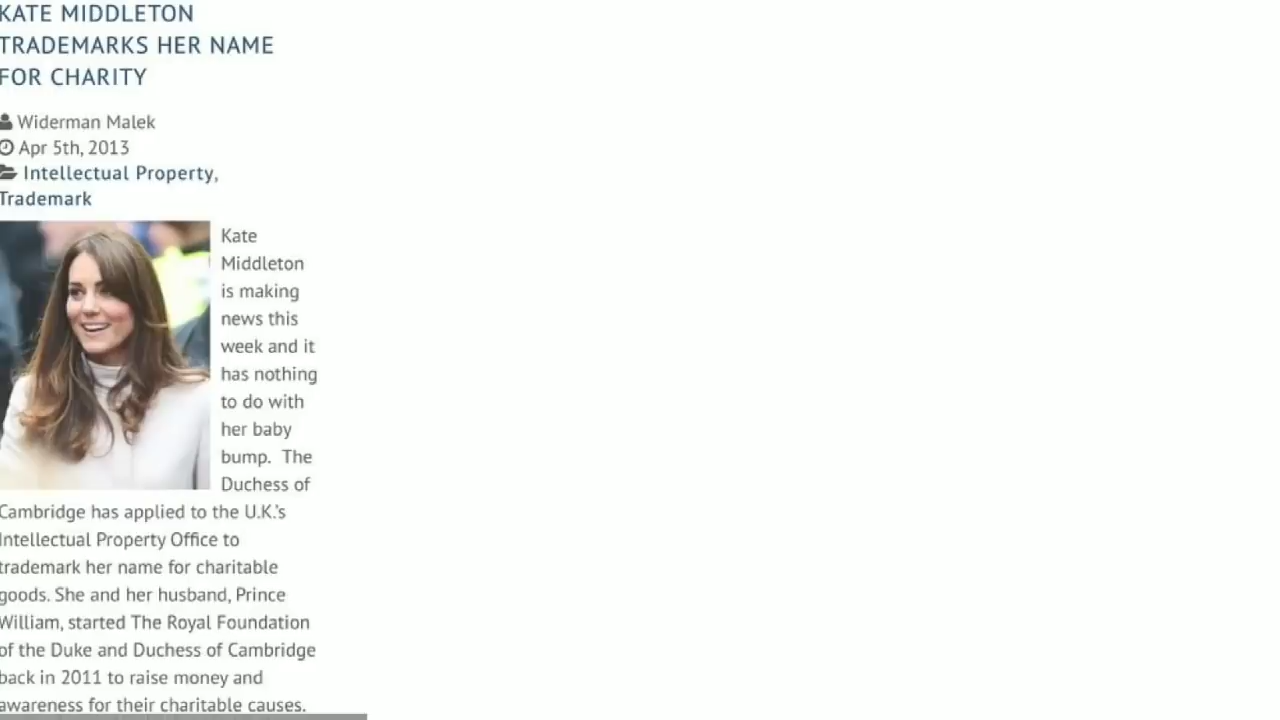 KATE MIDDLETON
TRADEMARKS HER NAME
FOR CHARITY
Widerman Malek
Apr 5th, 2013
Intellectual Property,
Trademark
Kate
Middleton
is making
news this
week and it
has nothing
to do with
her baby
bump. The
Duchess of
Cambridge has applied to the U.K.'s
Intellectual Property Office to
trademark her name for charitable
goods. She and her husband, Prince
William, started The Royal Foundation
of the Duke and Duchess of Cambridge
back in 2011 to raise money and
awareness for their charitable causes.